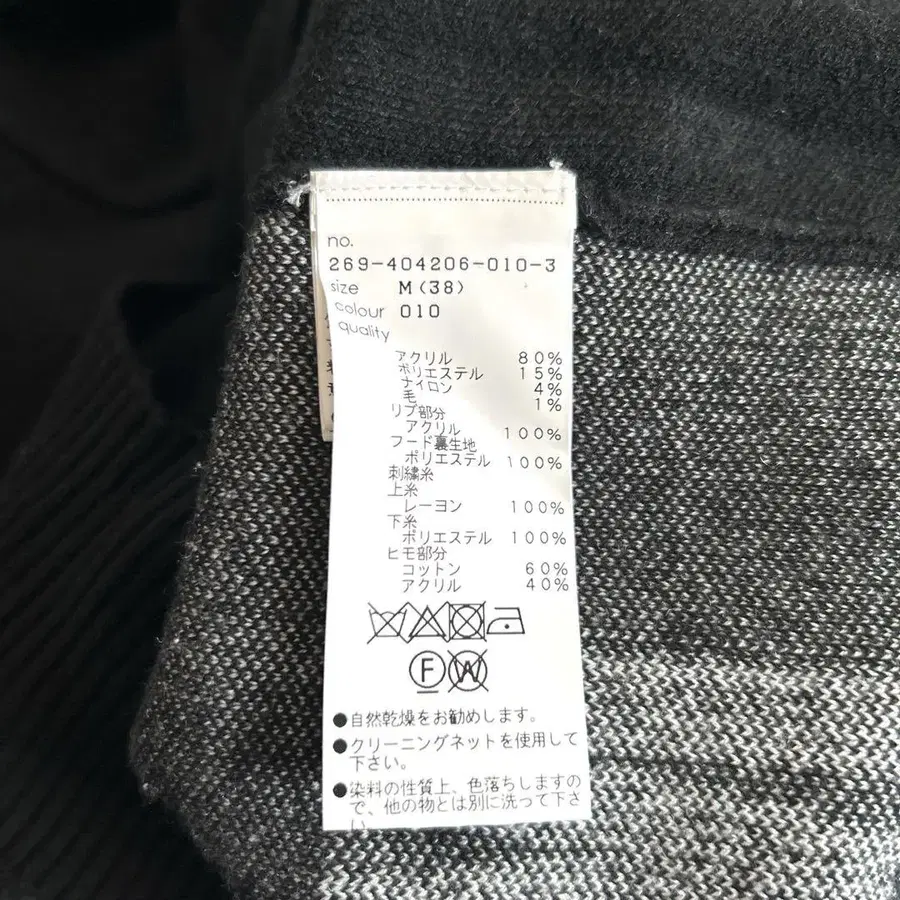 no.
269-404206-010-3
size M(38)
colour 010
quality
アクリル 80%
ポリエステル 15%
ナイロン 4%
毛 1%
リブ部分
アクリル 100%
フード裏生地
ポリエステル 100%
刺繍糸
上糸
レーヨン 100%
下糸
ポリエステル 100%
ヒモ部分
コットン 60%
アクリル 40%
F W
●自然乾燥をお勧めします。
●クリーニングネットを使用して
下さい。
●染料の性質上、色落ちしますの
で、他の物とは別に洗って下さ
い